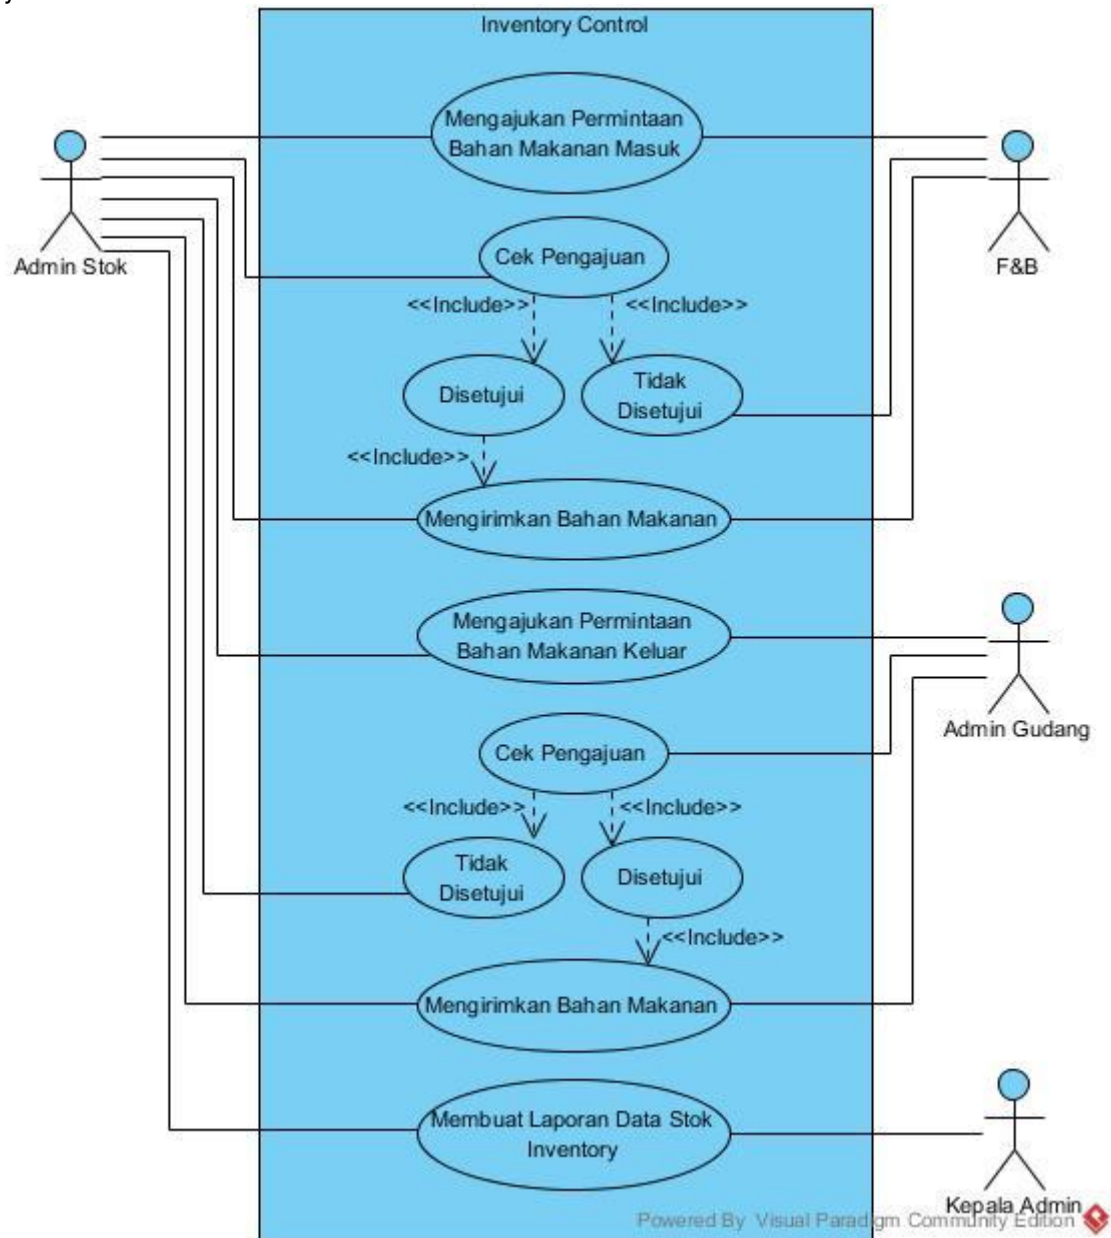 y
Inventory Control
Mengajukan Permintaan
Bahan Makanan Masuk
Admin Stok
F&B
Cek Pengajuan
<<Include>>
<<Include>>
Disetujui
Tidak
Disetujui
<<Include>>
Mengirimkan Bahan Makanan
Mengajukan Permintaan
Bahan Makanan Keluar
Admin Gudang
Cek Pengajuan
<<Include>>
<<Include>>
Tidak
Disetujui
Disetujui
<<Include>>
Mengirimkan Bahan Makanan
Membuat Laporan Data Stok
Inventory
Kepala Admin
Powered By Visual Paradigm Community Edition